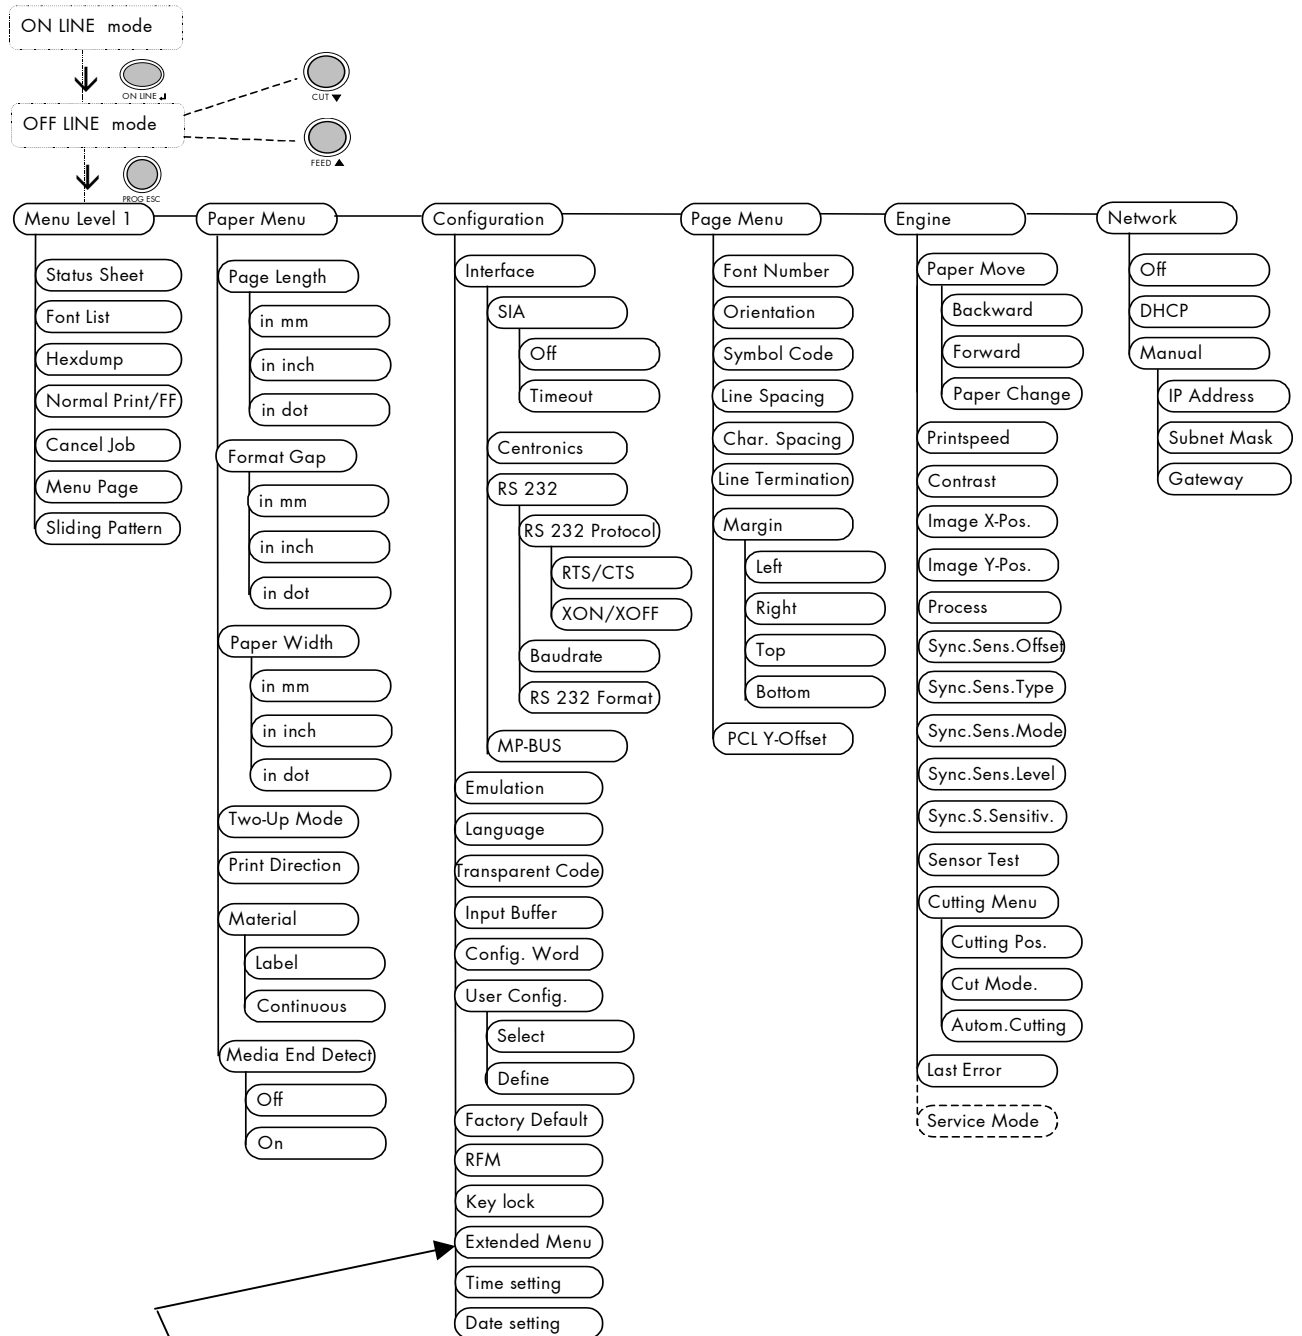 ON LINE mode
ON LINE
CUT
OFF LINE mode
FEED
PROG ESC
Menu Level 1
Status Sheet
Font List
Hexdump
Normal Print/FF
Cancel Job
Menu Page
Sliding Pattern
Paper Menu
Page Length
in mm
in inch
in dot
Format Gap
in mm
in inch
in dot
Paper Width
in mm
in inch
in dot
Two-Up Mode
Print Direction
Material
Label
Continuous
Media End Detect
Off
On
Configuration
Interface
SIA
Off
Timeout
Centronics
RS 232
RS 232 Protocol
RTS/CTS
XON/XOFF
Baudrate
RS 232 Format
MP-BUS
Emulation
Language
Transparent Code
Input Buffer
Config. Word
User Config.
Select
Define
Factory Default
RFM
Key lock
Extended Menu
Time setting
Date setting
Page Menu
Font Number
Orientation
Symbol Code
Line Spacing
Char. Spacing
Line Termination
Margin
Left
Right
Top
Bottom
PCL Y-Offset
Engine
Paper Move
Backward
Forward
Paper Change
Printspeed
Contrast
Image X-Pos.
Image Y-Pos.
Process
Sync.Sens.Offset
Sync.Sens.Type
Sync.Sens.Mode
Sync.Sens.Level
Sync.S.Sensitiv.
Sensor Test
Cutting Menu
Cutting Pos.
Cut Mode.
Autom.Cutting
Last Error
Service Mode
Network
Off
DHCP
Manual
IP Address
Subnet Mask
Gateway